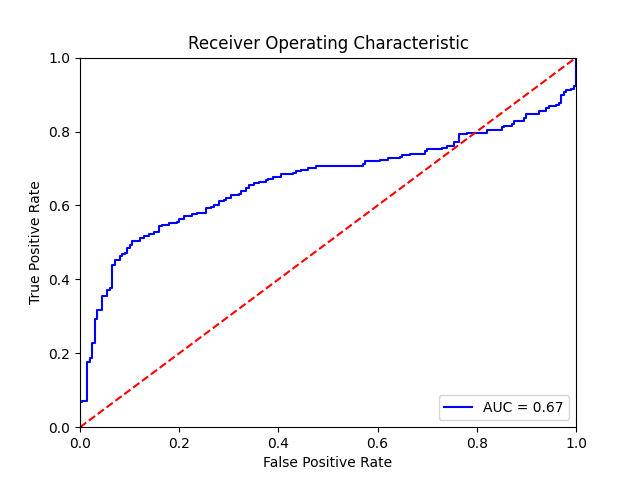 Receiver Operating Characteristic
True Positive Rate
1.0
0.8
0.6
0.4
0.2
0.0
AUC = 0.67
0.0 0.2 0.4 0.6 0.8 1.0
False Positive Rate